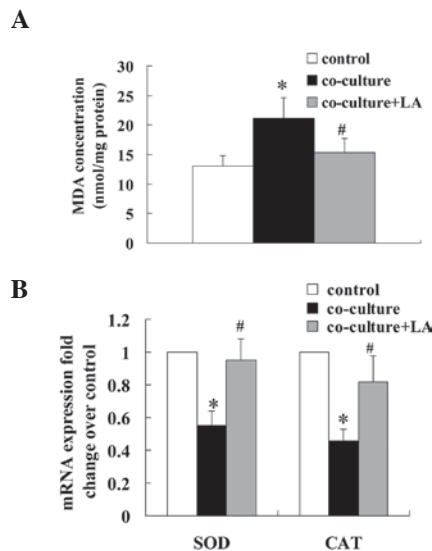 A
control
co-culture
co-culture+LA
MDA concentration
(nmol/mg protein)
30
25
20
15
10
5
0
*
#
B
control
co-culture
co-culture+LA
mRNA expression fold
change over control
1.2
1
0.8
0.6
0.4
0.2
0
*
#
*
#
SOD CAT